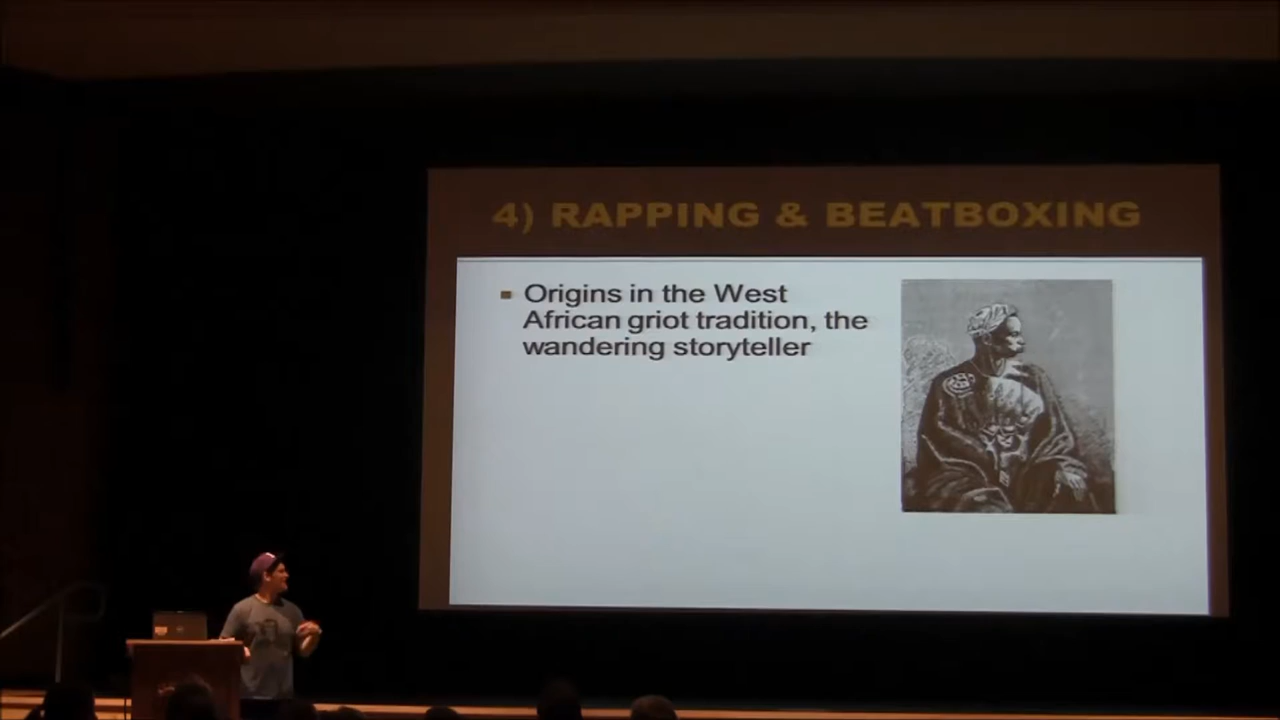 4) RAPPING & BEATBOXING
Origins in the West
African griot tradition, the
wandering storyteller